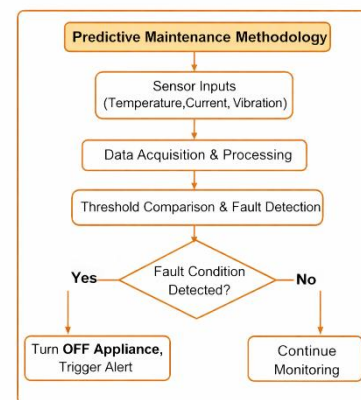 Predictive Maintenance Methodology
Sensor Inputs
(Temperature,Current, Vibration)
Data Acquisition & Processing
Threshold Comparison & Fault Detection
Fault Condition
Detected?
Yes
No
Turn OFF Appliance,
Trigger Alert
Continue
Monitoring